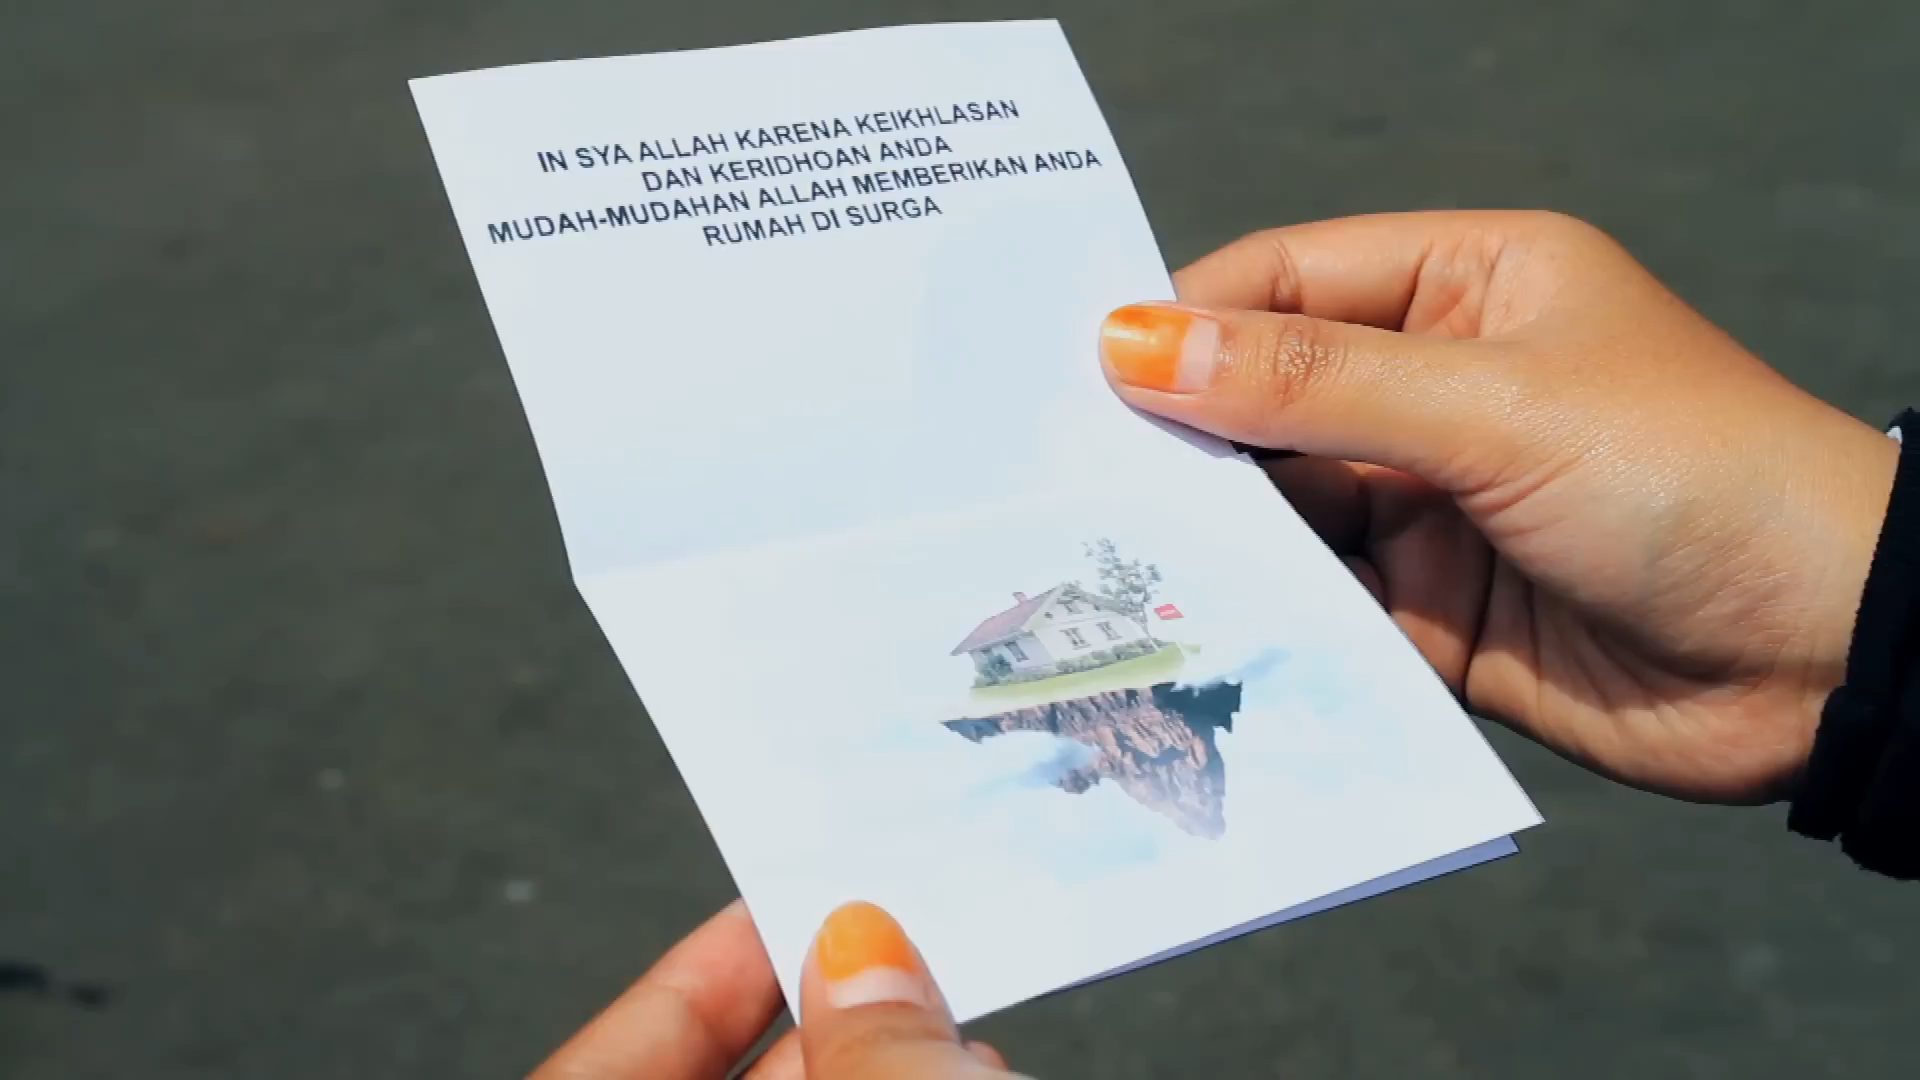 IN SYA ALLAH KARENA KEIKHLASAN
DAN KERIDHOAN ANDA
MUDAH-MUDAHAN ALLAH MEMBERIKAN ANDA
RUMAH DI SURGA